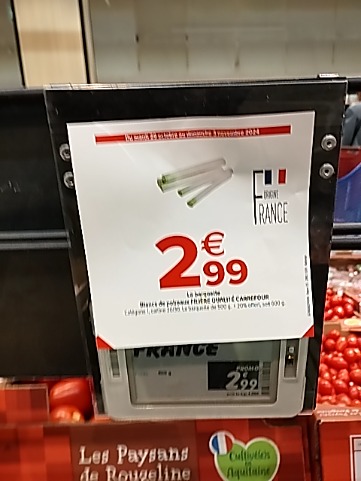 Du mardi 29 octobre au dimanche 3 novembre 2024
ORIGINE
FRANCE
2€99
La barquette
Blancs de poireaux FILIÈRE QUALITÉ CARREFOUR
FRANCE
PROMO
2€99
Les Paysans
de Rougeline
Cultivées
en
Aquitaine